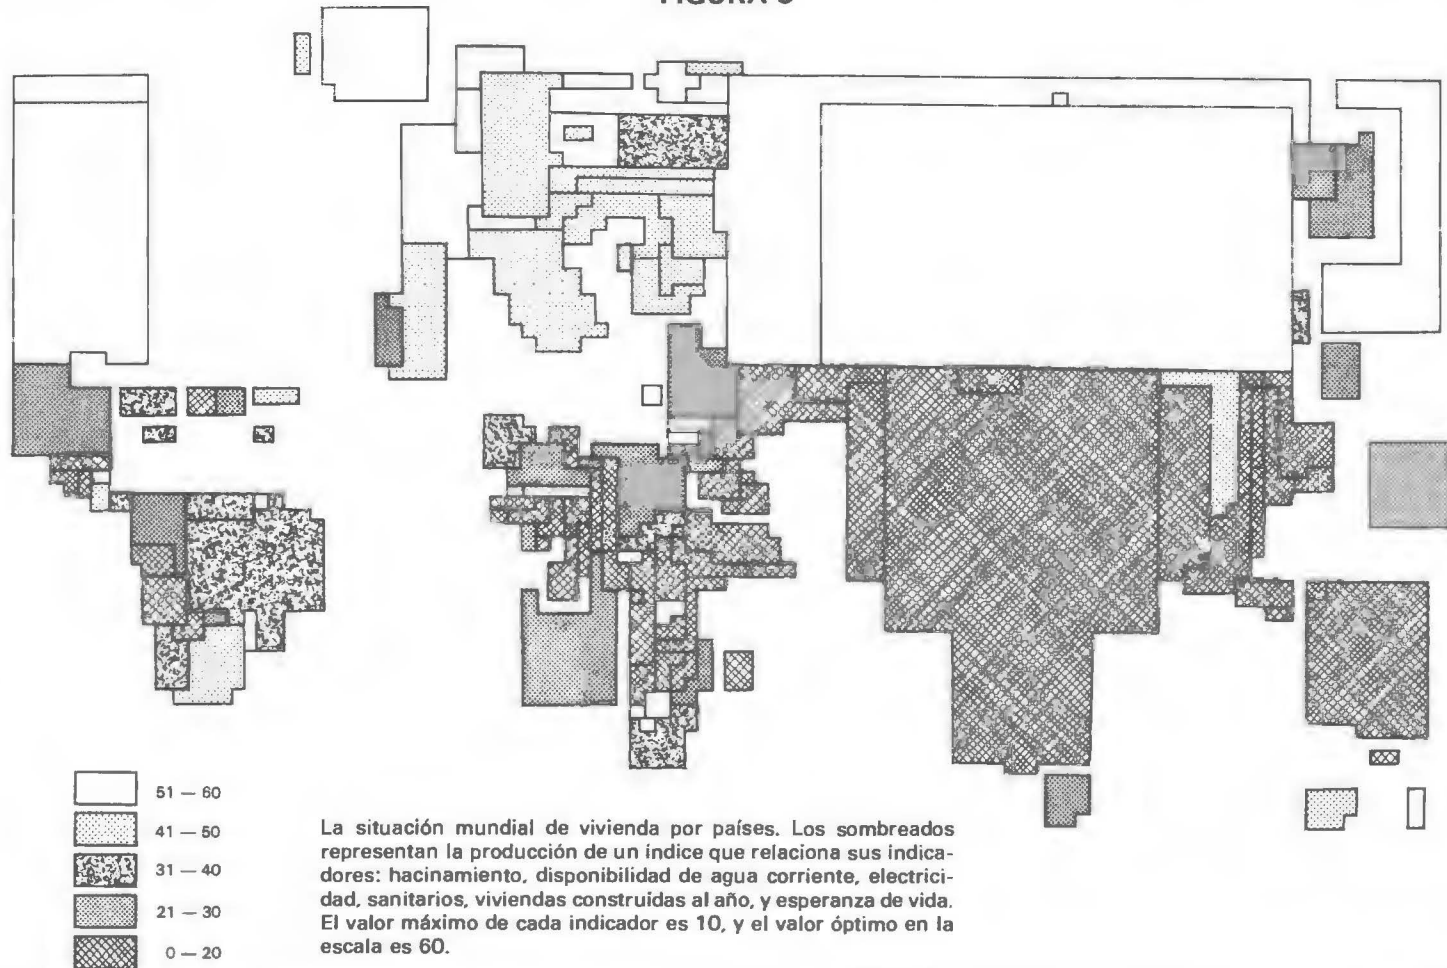 FIGURA 3
51 — 60
41 — 50
31 — 40
21 — 30
0 — 20
La situación mundial de vivienda por países. Los sombreados
representan la producción de un índice que relaciona sus indica-
dores: hacinamiento, disponibilidad de agua corriente, electrici-
dad, sanitarios, viviendas construidas al año, y esperanza de vida.
El valor máximo de cada indicador es 10, y el valor óptimo en la
escala es 60.